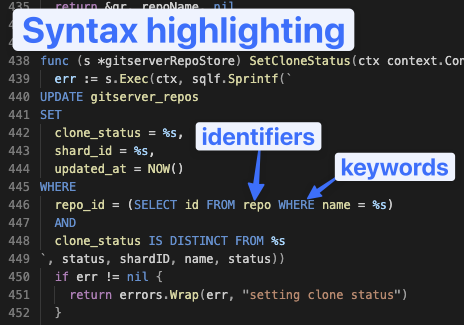 435 return &gr, repoName, nil
Syntax highlighting
438 func (s *gitserverRepoStore) SetCloneStatus(ctx context.Con
439 err := s.Exec(ctx, sqlf.Sprintf(`
440 UPDATE gitserver_repos
441 SET
442 clone_status = %s,
443 shard_id = %s,
444 updated_at = NOW()
identifiers
keywords
445 WHERE
446 repo_id = (SELECT id FROM repo WHERE name = %s)
447 AND
448 clone_status IS DISTINCT FROM %s
449 `, status, shardID, name, status))
450 if err != nil {
451 return errors.Wrap(err, "setting clone status")
452 }